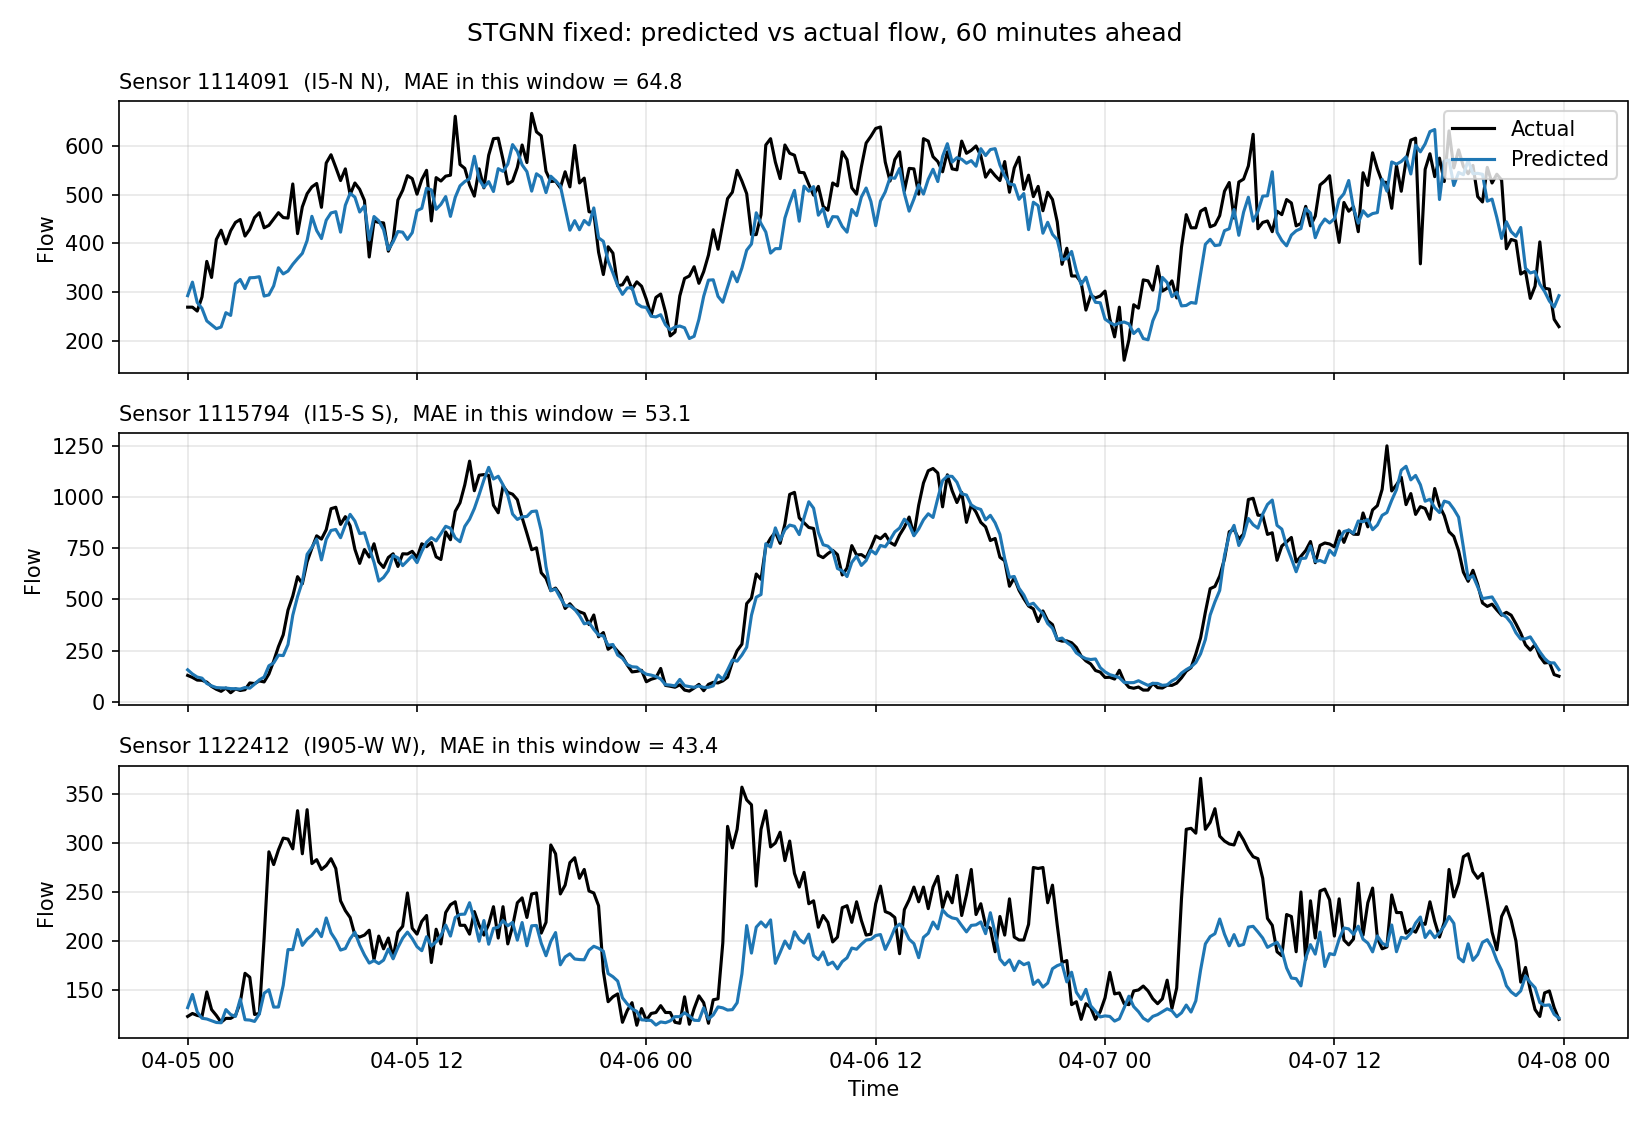 STGNN fixed: predicted vs actual flow, 60 minutes ahead
Sensor 1114091 (I5-N N), MAE in this window = 64.8
Actual
Predicted
600
500
400
300
200
Flow
Sensor 1115794 (I15-S S), MAE in this window = 53.1
1250
1000
750
500
250
0
Flow
Sensor 1122412 (I905-W W), MAE in this window = 43.4
350
300
250
200
150
Flow
04-05 00 04-05 12 04-06 00 04-06 12 04-07 00 04-07 12 04-08 00
Time